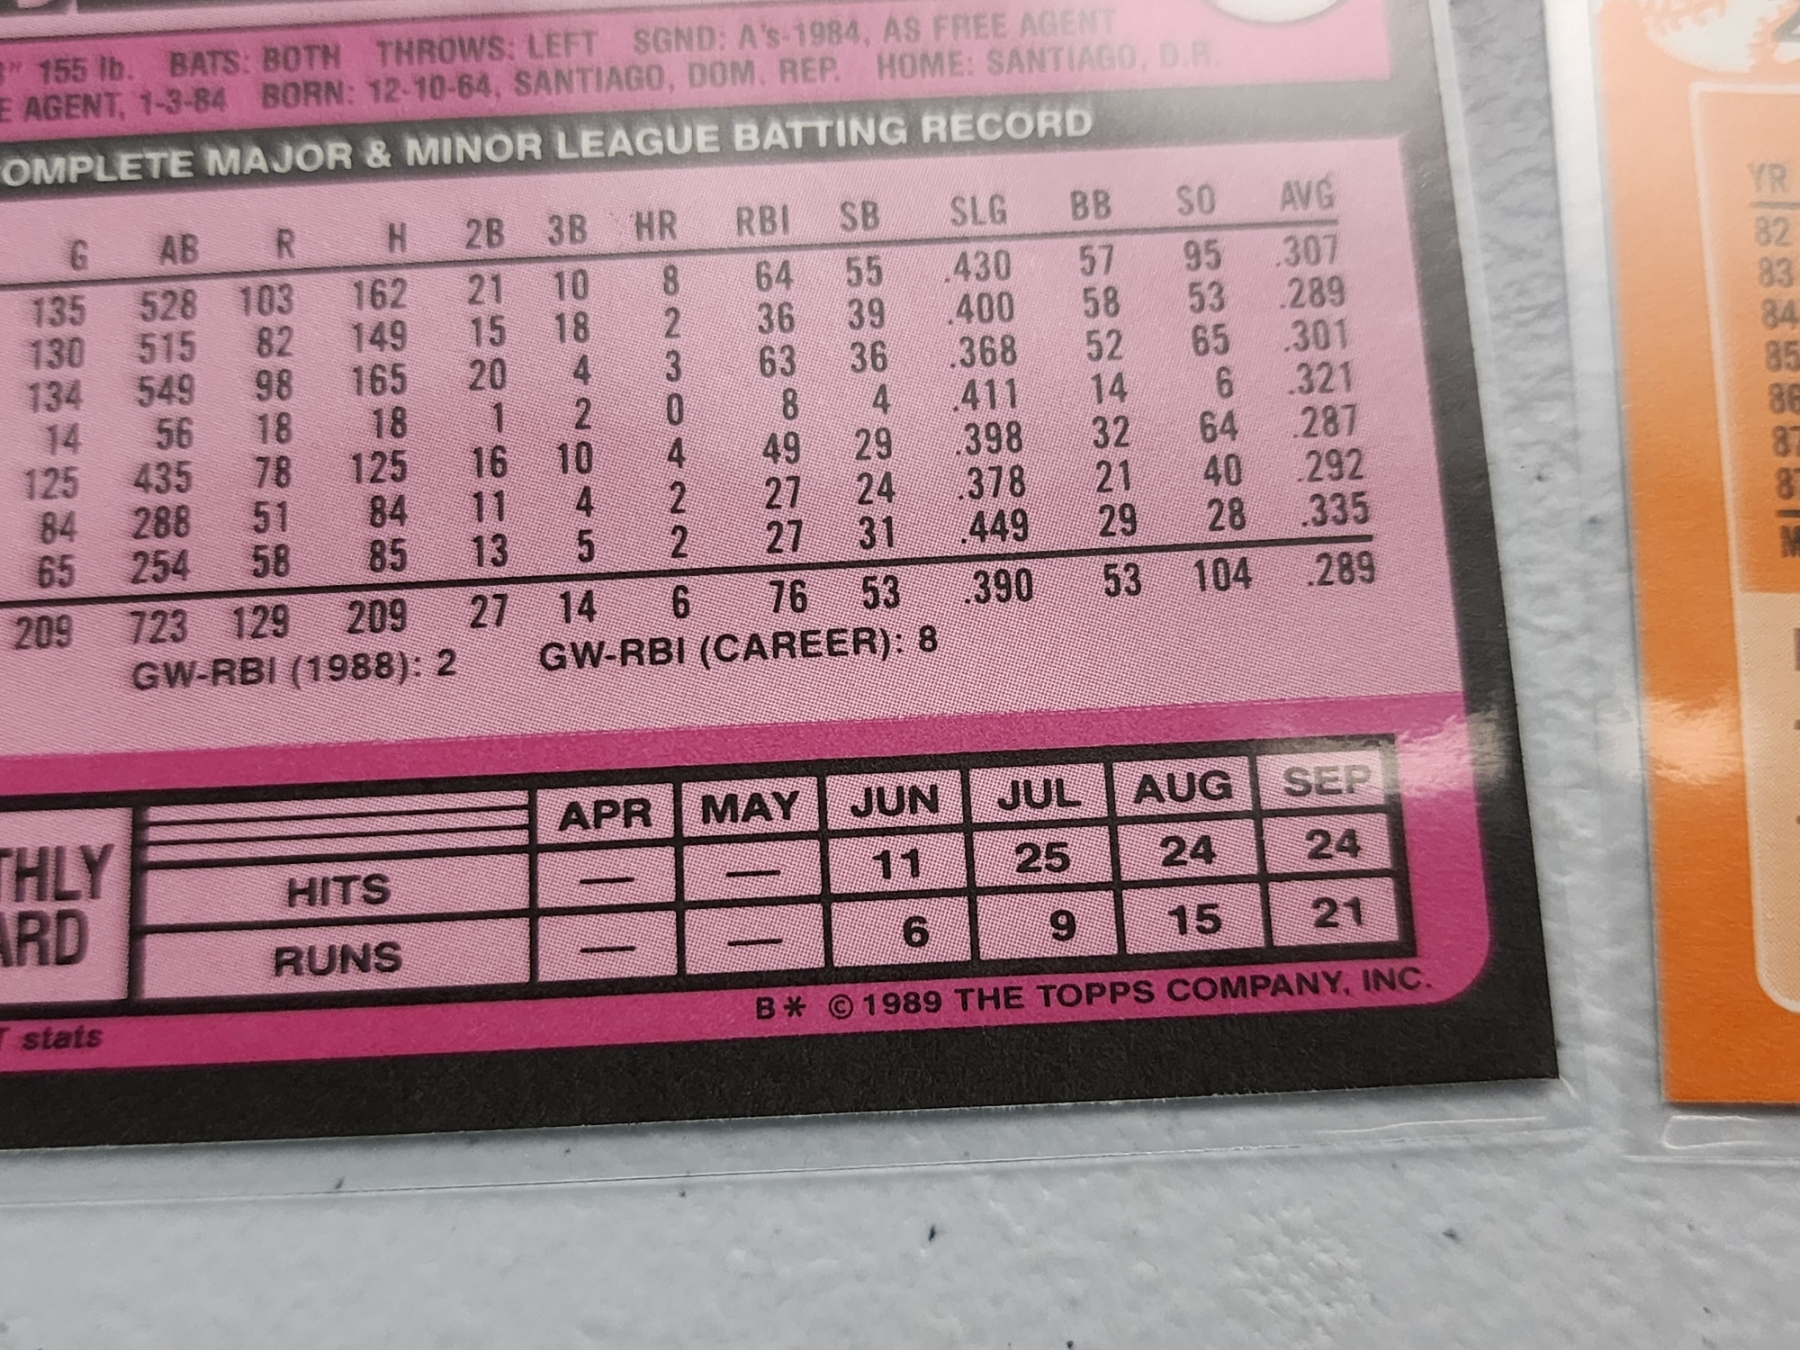 155 lb. BATS: BOTH THROWS: LEFT SGND: A's-1984, AS FREE AGENT
AGENT, 1-3-84 BORN: 12-10-64, SANTIAGO, DOM. REP. HOME: SANTIAGO, D.R.
OMPLETE MAJOR & MINOR LEAGUE BATTING RECORD
G AB R H 2B 3B HR RBI SB SLG BB SO AVG
135 528 103 162 21 10 8 64 55 .430 57 95 .307
130 515 82 149 15 18 2 36 39 .400 58 53 .289
134 549 98 165 20 4 3 63 36 .368 52 65 .301
14 56 18 18 1 2 0 8 4 .411 14 6 .321
125 435 78 125 16 10 4 49 29 .398 32 64 .287
84 288 51 84 11 4 2 27 24 .378 21 40 .292
65 254 58 85 13 5 2 27 31 .449 29 28 .335
209 723 129 209 27 14 6 76 53 .390 53 104 .289
GW-RBI (1988): 2 GW-RBI (CAREER): 8
THLY
ARD
APR MAY JUN JUL AUG SEP
HITS — — 11 25 24 24
RUNS — — 6 9 15 21
B* © 1989 THE TOPPS COMPANY, INC.
T stats
YR
82
83
84
85
86
87